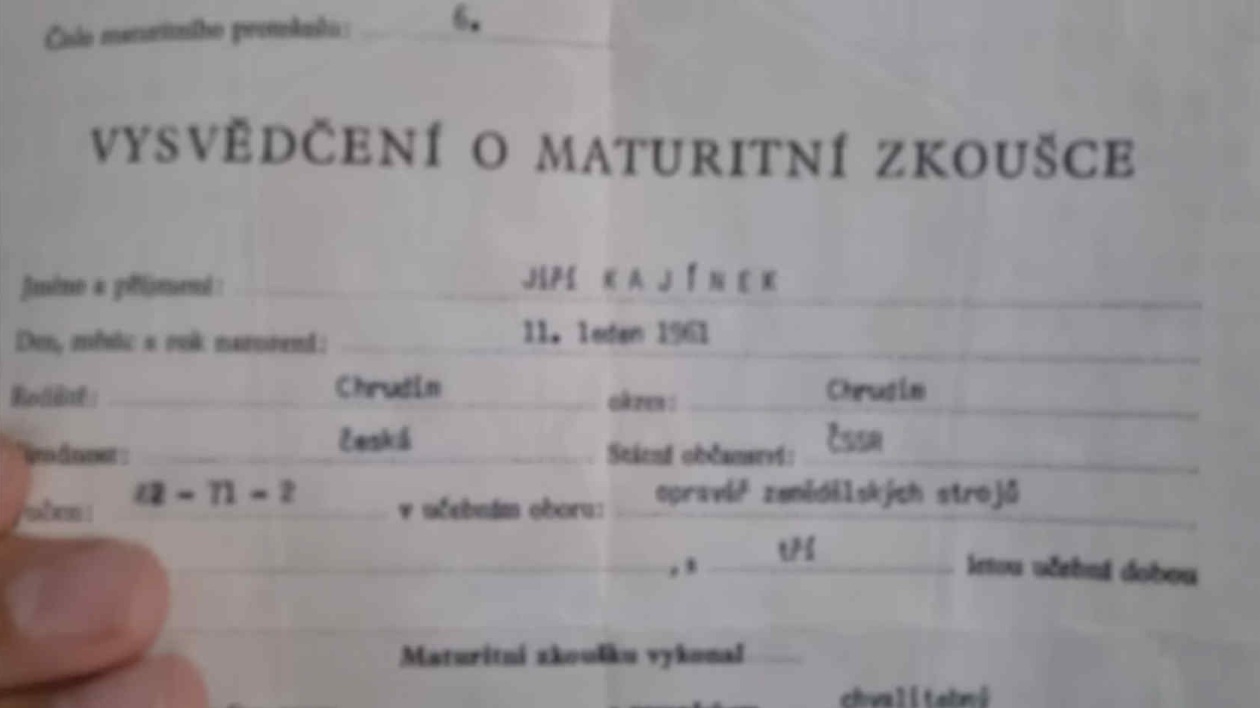 Číslo maturitního protokolu: 6.
VYSVĚDČENÍ O MATURITNÍ ZKOUŠCE
Jméno a příjmení: JIŘÍ KAJÍNEK
Den, měsíc a rok narození: 11. leden 1961
Rodiště: Chrudim okres: Chrudim
česká Státní občanství: ČSSR
- 71 - 2 v učebním oboru: opravář zemědělských strojů
, s tří letou učební dobou
Maturitní zkoušku vykonal
chvalitebný